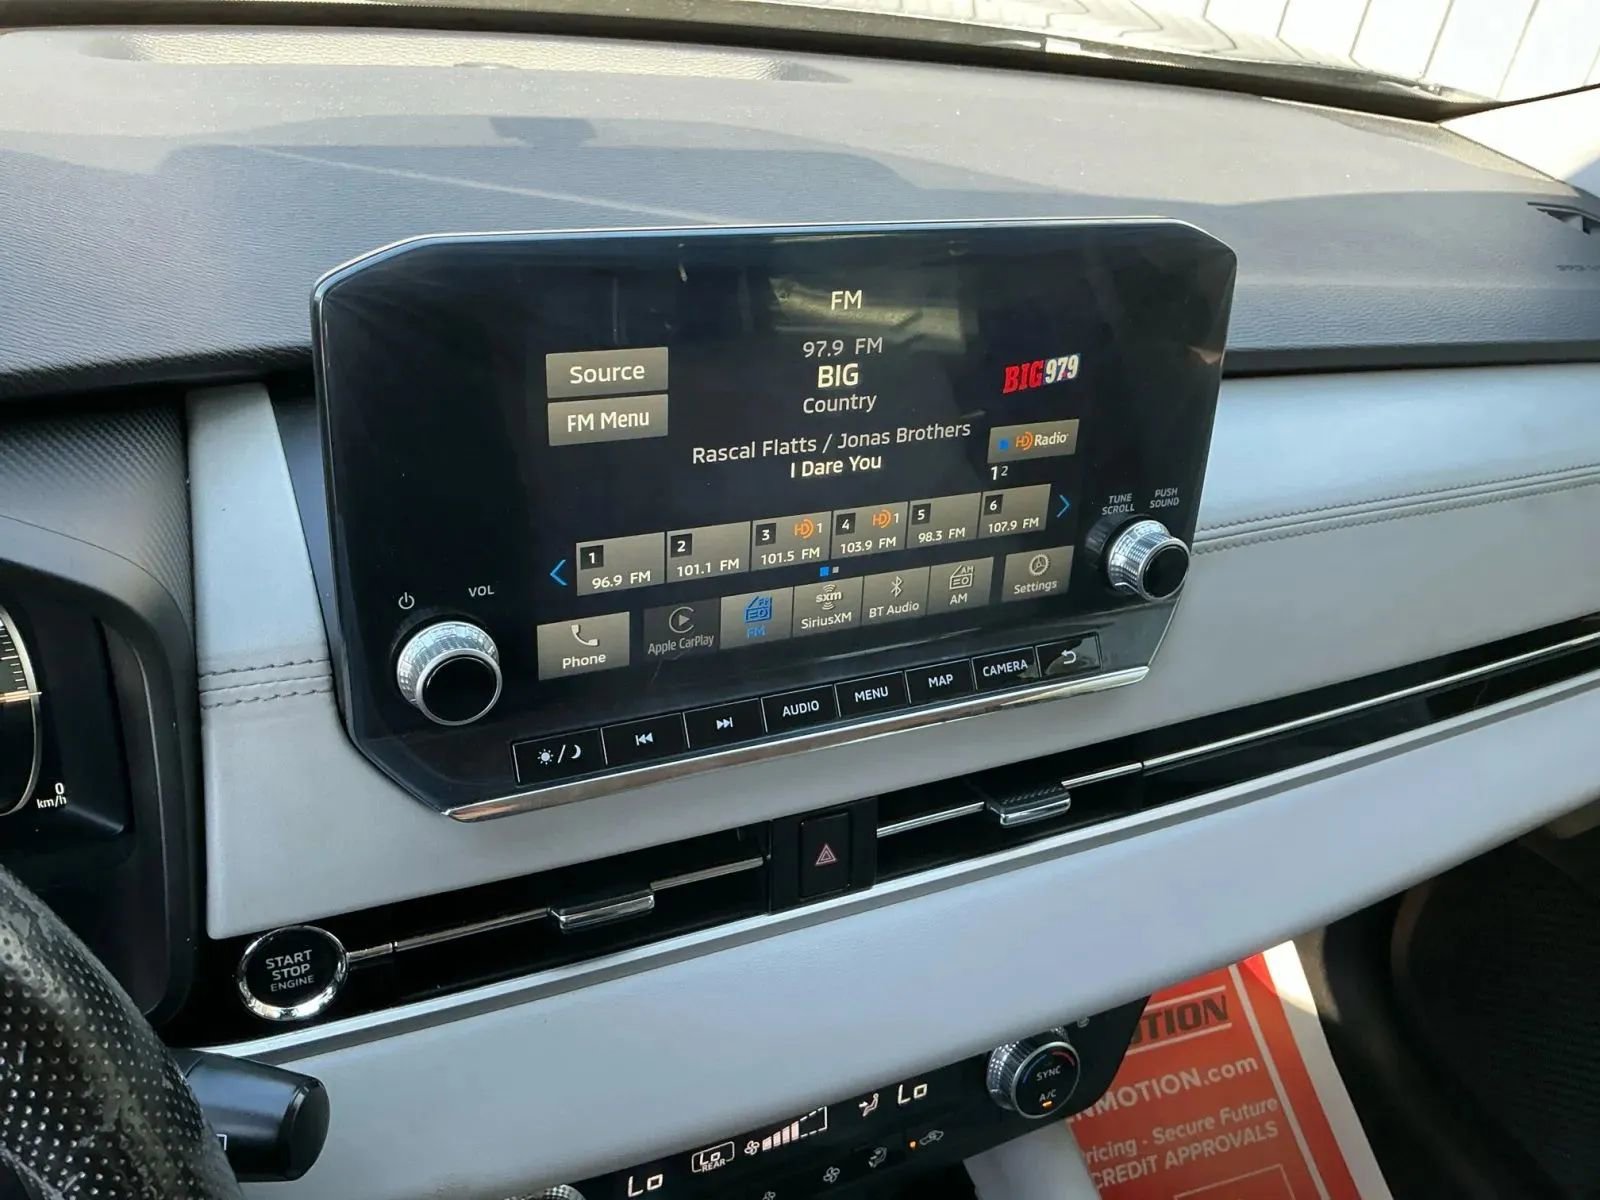 FM
97.9 FM
BIG
Country
BIG979
Source
FM Menu
Rascal Flatts / Jonas Brothers
I Dare You
HD Radio
1 2
1
96.9 FM
2
101.1 FM
3 HD 1
101.5 FM
4 HD 1
103.9 FM
5
98.3 FM
6
107.9 FM
TUNE
SCROLL
PUSH
SOUND
VOL
Phone
Apple CarPlay
FM
FM
sxm
SiriusXM
BT Audio
AM
AM
Settings
AUDIO
MENU
MAP
CAMERA
0
km/h
START
STOP
ENGINE
SYNC
A/C
Lo
Lo
REAR
Lo
NMOTION.com
Secure Future
CREDIT APPROVALS